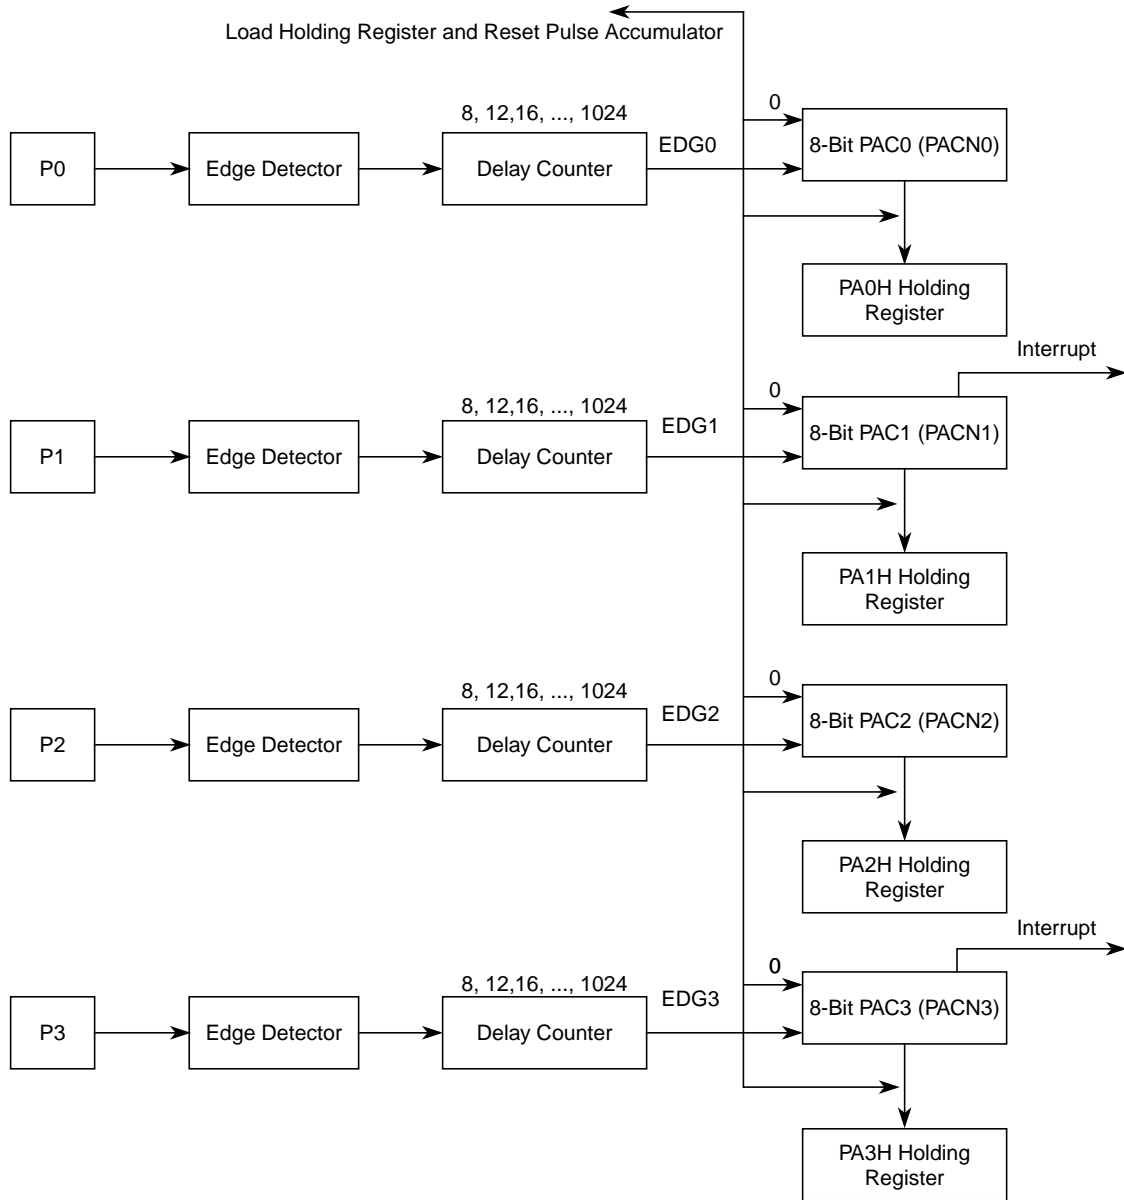 Load Holding Register and Reset Pulse Accumulator
0
8, 12,16, ..., 1024
EDG0
P0
Edge Detector
Delay Counter
8-Bit PAC0 (PACN0)
PA0H Holding
Register
Interrupt
0
8, 12,16, ..., 1024
EDG1
P1
Edge Detector
Delay Counter
8-Bit PAC1 (PACN1)
PA1H Holding
Register
0
8, 12,16, ..., 1024
EDG2
P2
Edge Detector
Delay Counter
8-Bit PAC2 (PACN2)
PA2H Holding
Register
Interrupt
0
8, 12,16, ..., 1024
EDG3
P3
Edge Detector
Delay Counter
8-Bit PAC3 (PACN3)
PA3H Holding
Register